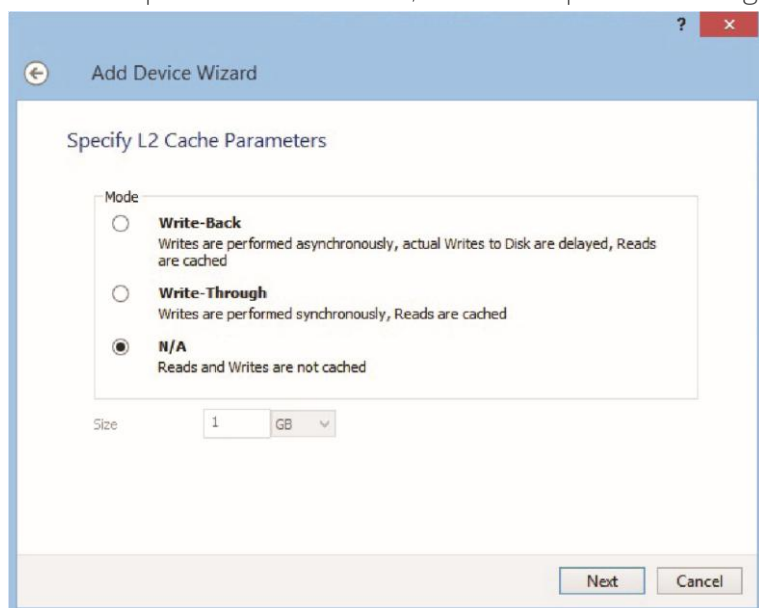 ?
Add Device Wizard
Specify L2 Cache Parameters
Mode
Write-Back
Writes are performed asynchronously, actual Writes to Disk are delayed, Reads
are cached
Write-Through
Writes are performed synchronously, Reads are cached
N/A
Reads and Writes are not cached
Size 1 GB
Next Cancel